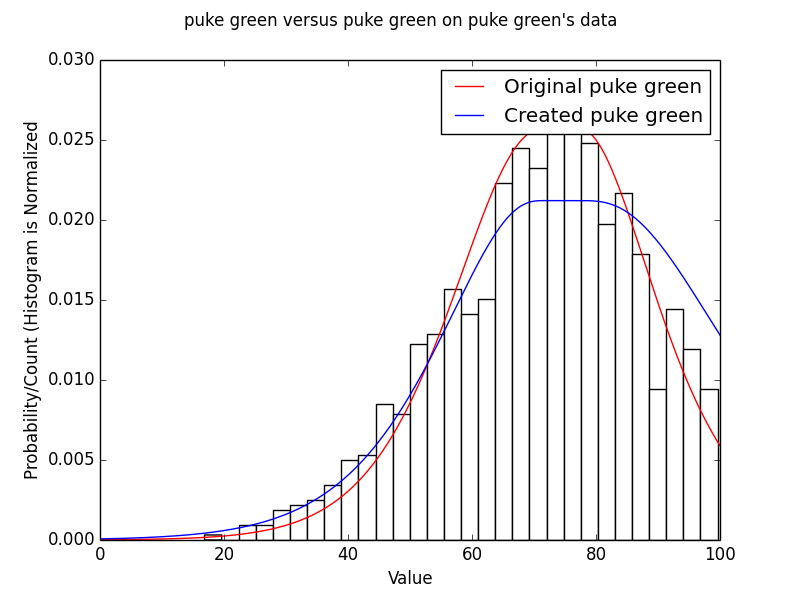 puke green versus puke green on puke green's data
0.030
0.025
0.020
0.015
0.010
0.005
0.000
Probability/Count (Histogram is Normalized
Original puke green
Created puke green
0 20 40 60 80 100
Value